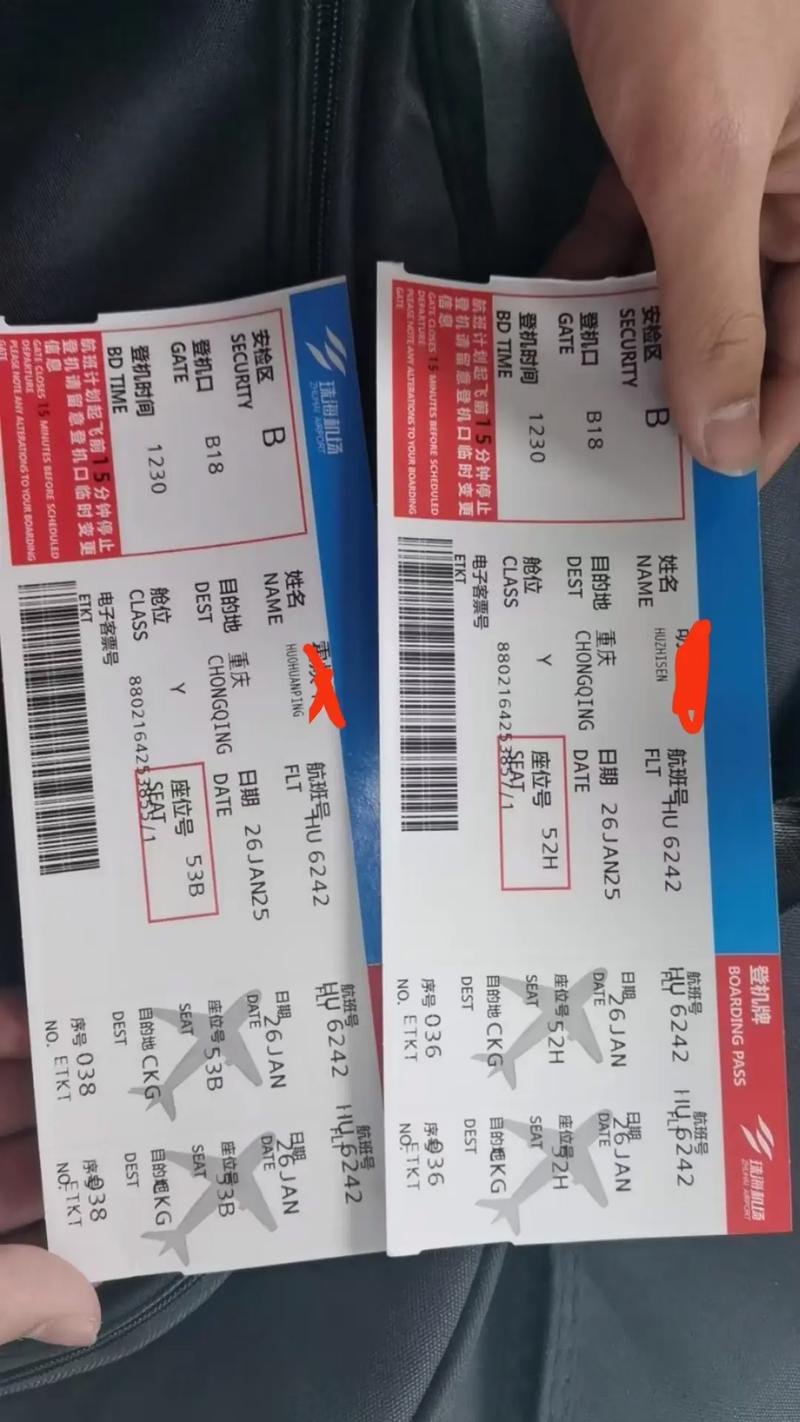 珠海机场
ZHUHAI AIRPORT
安检区
SECURITY B
登机口
GATE B18
登机时间
BD TIME 1230
航班计划起飞前15分钟停止
登机请留意登机口临时变更
信息
GATE CLOSES 15 MINUTES BEFORE SCHEDULED
DEPARTURE
PLEASE NOTE ANY ALTERATIONS TO YOUR BOARDING
GATE
姓名
NAME HUOHUANPING
航班号
FLT HU 6242
目的地 重庆
DEST CHONGQING
日期
DATE 26JAN25
舱位
CLASS Y
座位号
SEAT 53B
电子客票号
ETKT
航班号
FLT HU 6242
日期
DATE 26JAN
座位号
SEAT 53B
目的地 CKG
DEST
序号 038
NO. ETKT
航班号
FLT HU 6242
日期
DATE 26JAN
座位号
SEAT 53B
目的地 CKG
DEST
序号 038
NO. ETKT
登机牌
BOARDING PASS
珠海机场
ZHUHAI AIRPORT
安检区
SECURITY B
登机口
GATE B18
登机时间
BD TIME 1230
航班计划起飞前15分钟停止
登机请留意登机口临时变更
信息
GATE CLOSES 15 MINUTES BEFORE SCHEDULED
DEPARTURE
PLEASE NOTE ANY ALTERATIONS TO YOUR BOARDING
GATE
姓名
NAME HUZHISEN
航班号
FLT HU 6242
目的地 重庆
DEST CHONGQING
日期
DATE 26JAN25
舱位
CLASS Y
座位号
SEAT 52H
电子客票号
ETKT
航班号
FLT HU 6242
日期
DATE 26JAN
座位号
SEAT 52H
目的地 CKG
DEST
序号 036
NO. ETKT
航班号
FLT HU 6242
日期
DATE 26JAN
座位号
SEAT 52H
目的地 CKG
DEST
序号 036
NO. ETKT